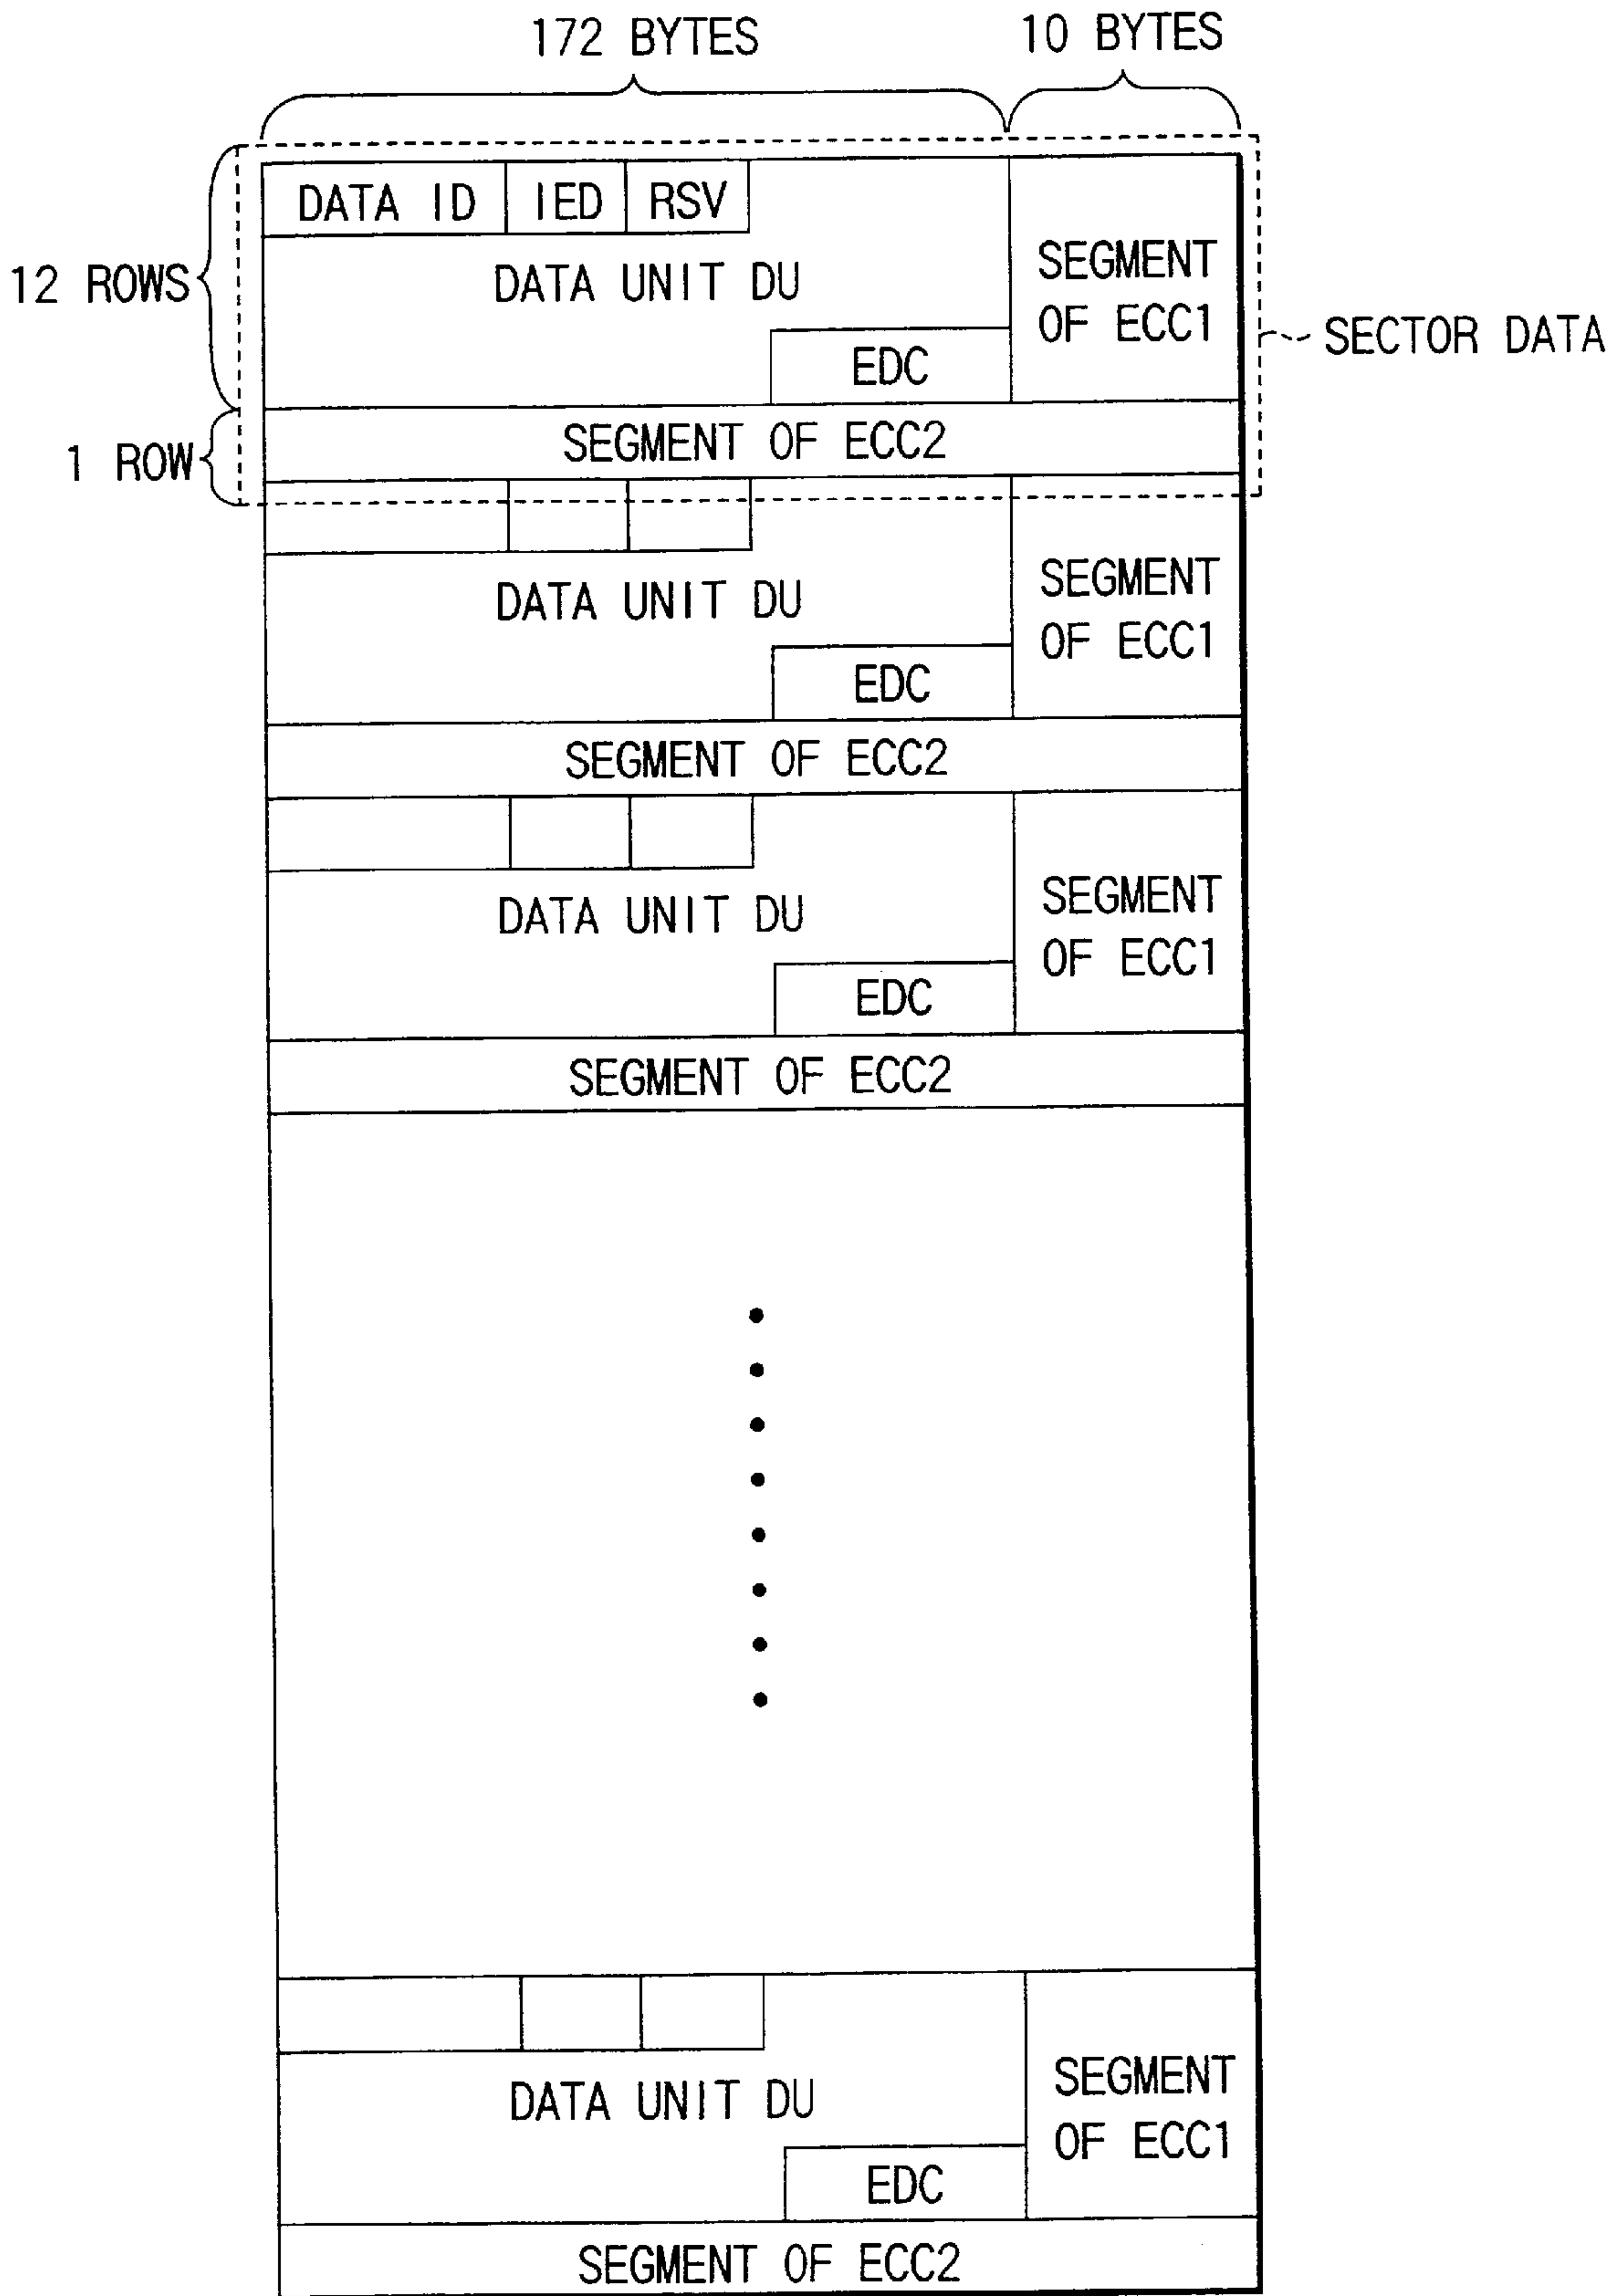 172 BYTES
10 BYTES
DATA ID
IED
RSV
12 ROWS
DATA UNIT DU
SEGMENT
OF ECC1
EDC
SECTOR DATA
1 ROW
SEGMENT OF ECC2
DATA UNIT DU
SEGMENT
OF ECC1
EDC
SEGMENT OF ECC2
DATA UNIT DU
SEGMENT
OF ECC1
EDC
SEGMENT OF ECC2
DATA UNIT DU
SEGMENT
OF ECC1
EDC
SEGMENT OF ECC2